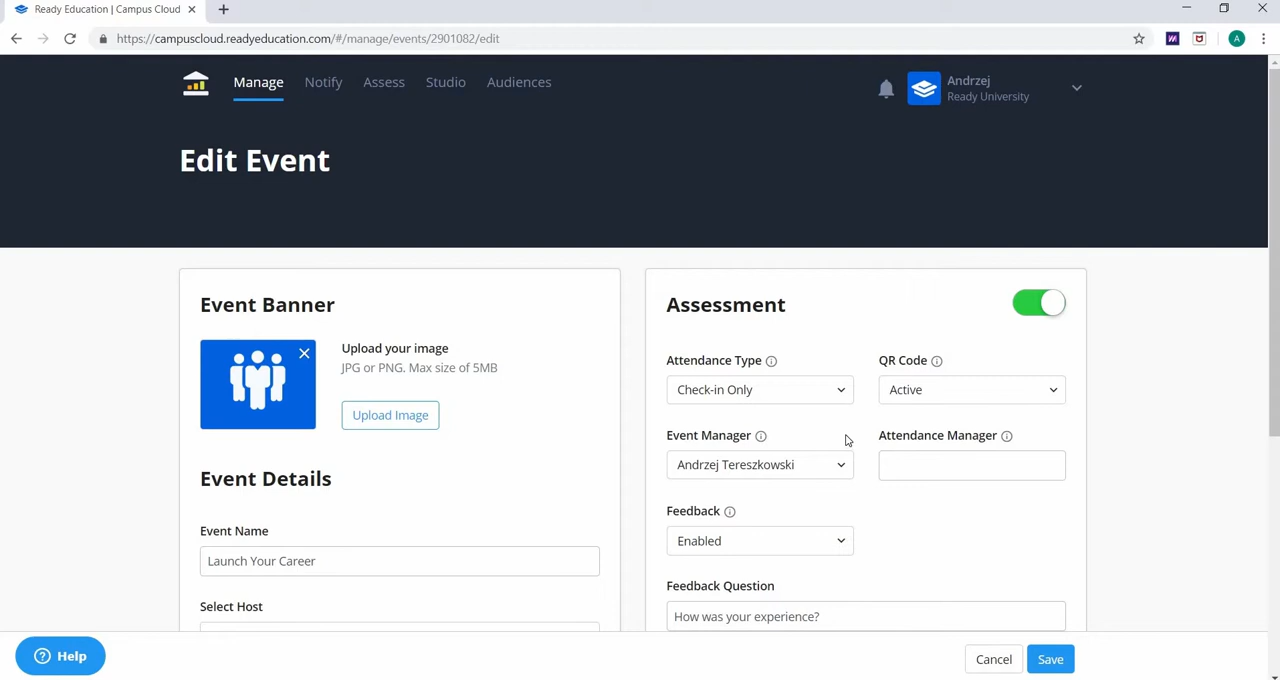 Ready Education | Campus Cloud
https://campuscloud.readyeducation.com/#/manage/events/2901082/edit
A
Manage
Notify
Assess
Studio
Audiences
Andrzej
Ready University
Edit Event
Event Banner
Upload your image
JPG or PNG. Max size of 5MB
Upload Image
Event Details
Event Name
Launch Your Career
Select Host
Assessment
Attendance Type
QR Code
Check-in Only
Active
Event Manager
Attendance Manager
Andrzej Tereszkowski
Feedback
Enabled
Feedback Question
How was your experience?
Help
Cancel
Save